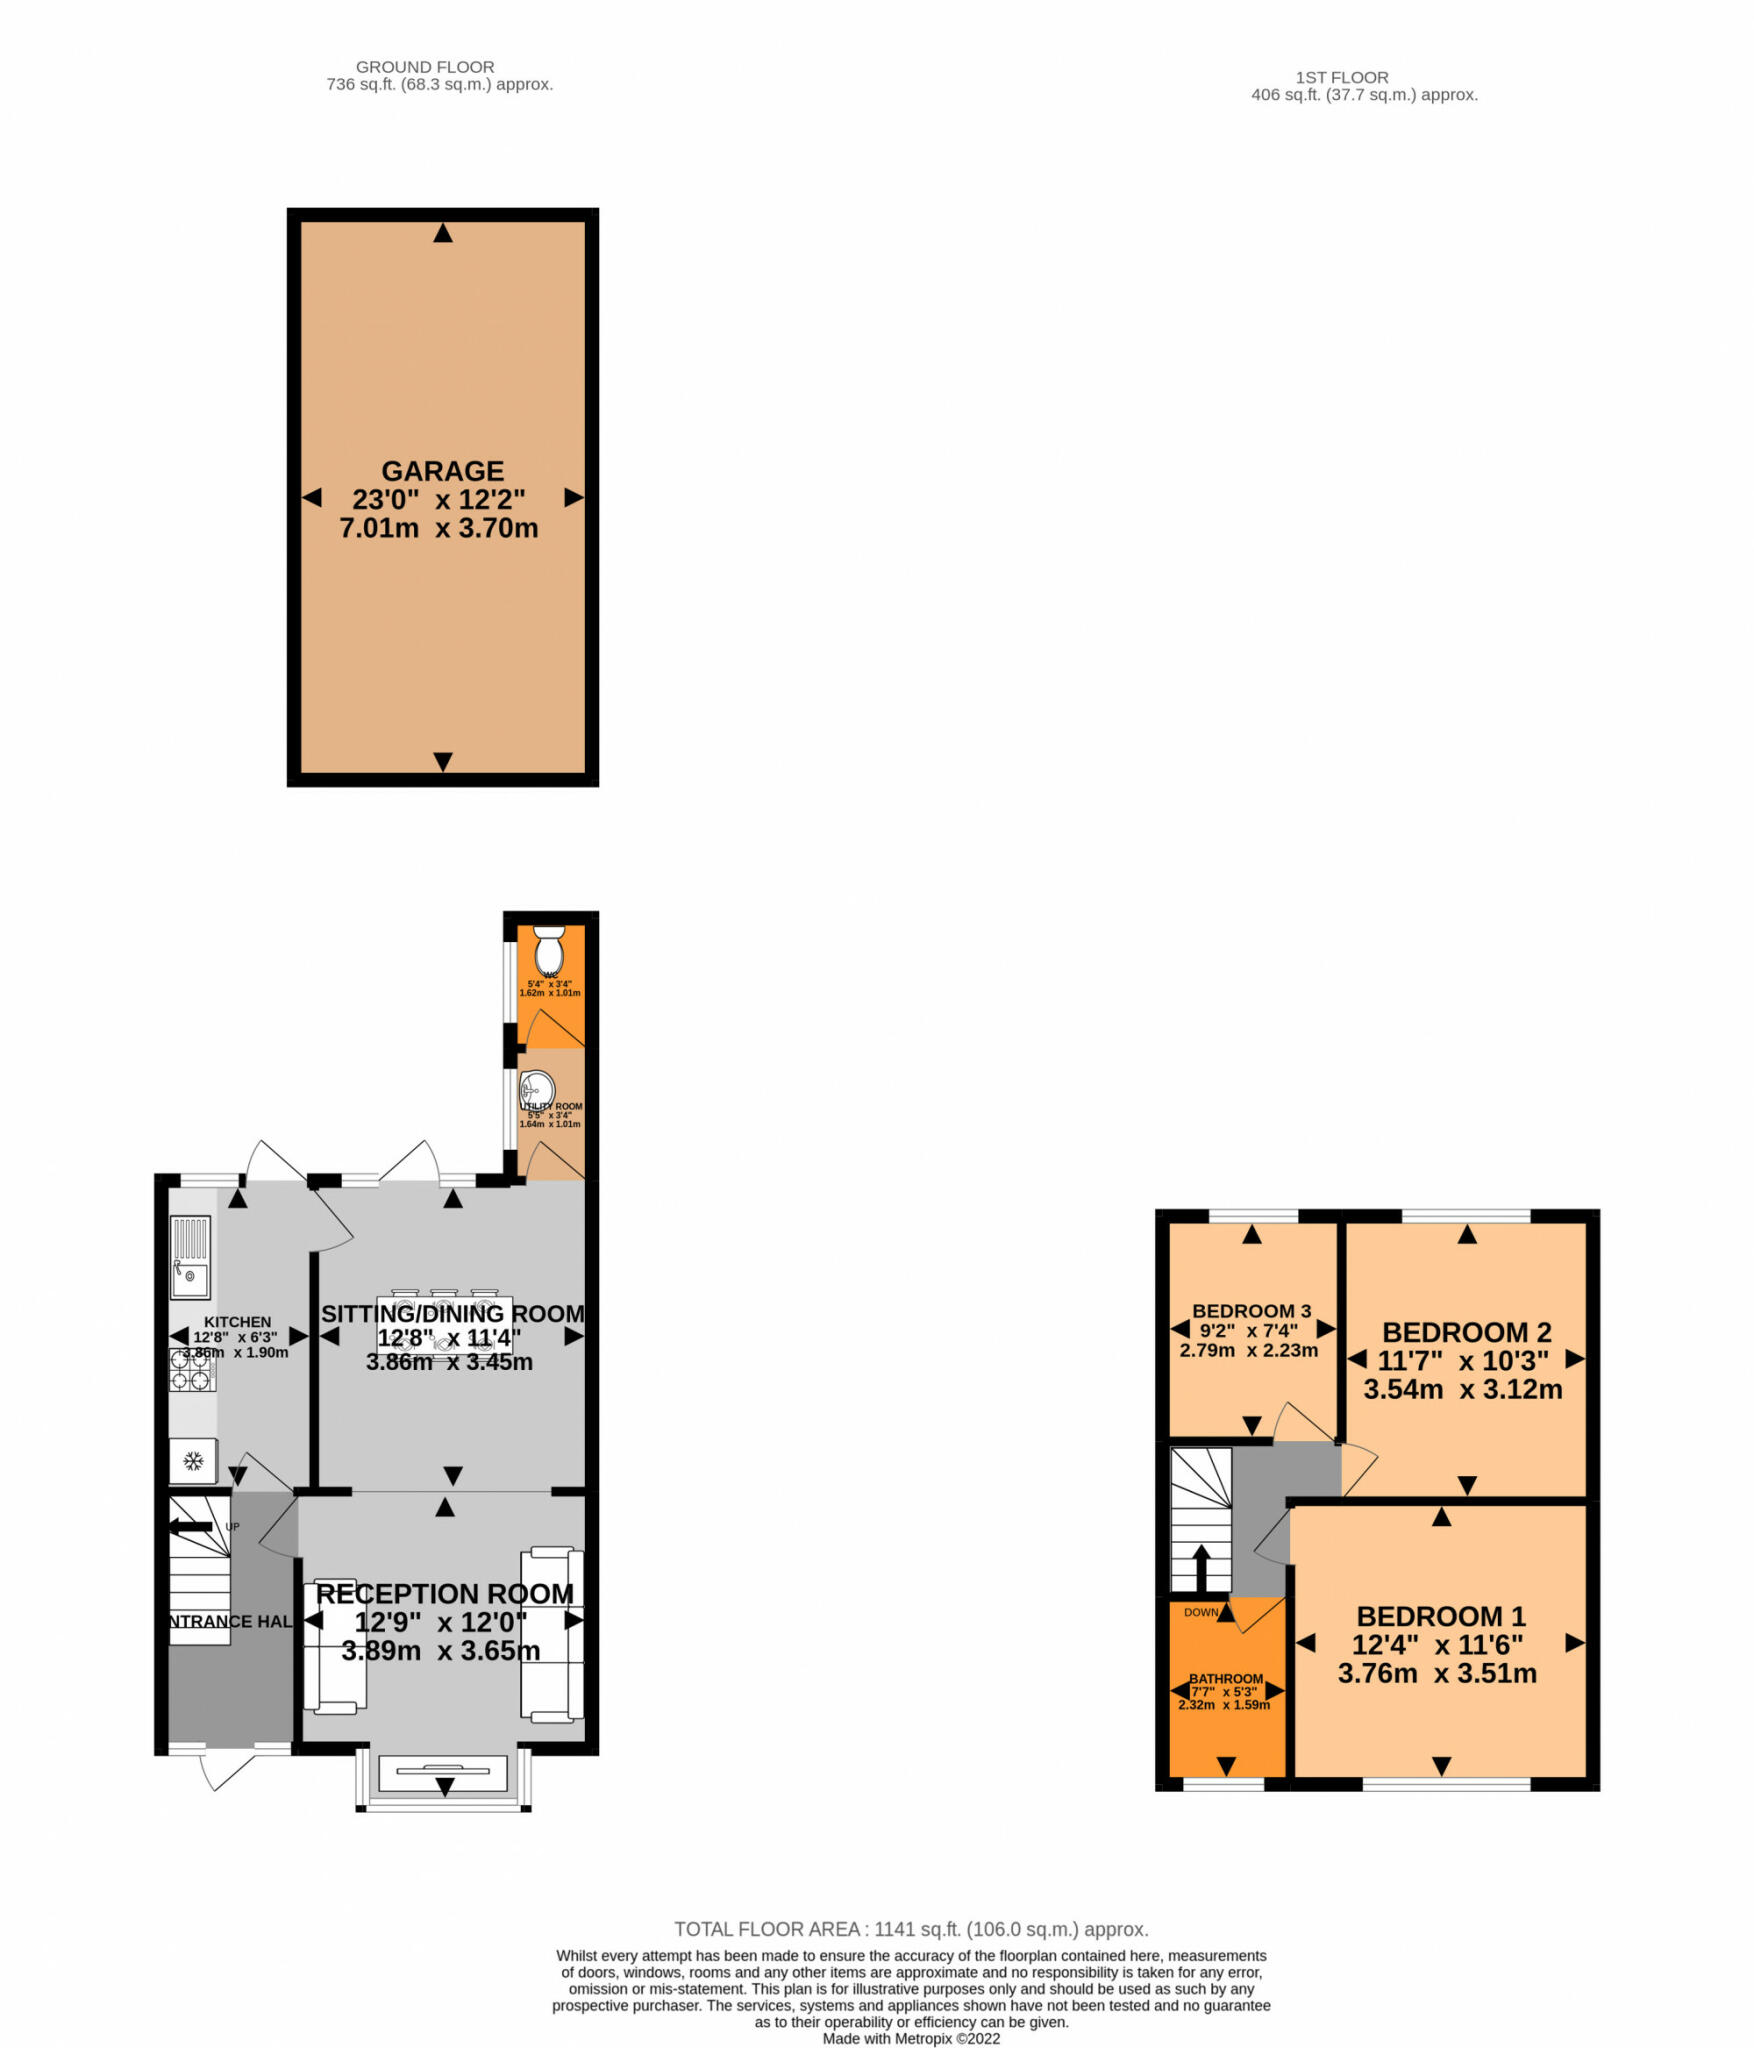 GROUND FLOOR
736 sq.ft. (68.3 sq.m.) approx.
1ST FLOOR
406 sq.ft. (37.7 sq.m.) approx.
GARAGE
23'0" x 12'2"
7.01m x 3.70m
WC
5'4" x 3'4"
1.62m x 1.01m
UTILITY ROOM
5'5" x 3'4"
1.64m x 1.01m
KITCHEN
12'8" x 6'3"
3.86m x 1.90m
SITTING/DINING ROOM
12'8" x 11'4"
3.86m x 3.45m
UP
NTRANCE HAL
RECEPTION ROOM
12'9" x 12'0"
3.89m x 3.65m
BEDROOM 3
9'2" x 7'4"
2.79m x 2.23m
BEDROOM 2
11'7" x 10'3"
3.54m x 3.12m
DOWN
BEDROOM 1
12'4" x 11'6"
3.76m x 3.51m
BATHROOM
7'7" x 5'3"
2.32m x 1.59m
TOTAL FLOOR AREA : 1141 sq.ft. (106.0 sq.m.) approx.
Whilst every attempt has been made to ensure the accuracy of the floorplan contained here, measurements
of doors, windows, rooms and any other items are approximate and no responsibility is taken for any error,
omission or mis-statement. This plan is for illustrative purposes only and should be used as such by any
prospective purchaser. The services, systems and appliances shown have not been tested and no guarantee
as to their operability or efficiency can be given.
Made with Metropix ©2022